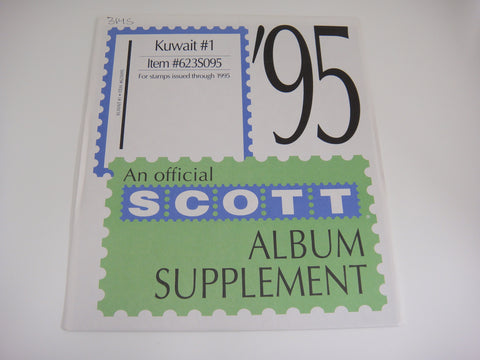 Kuwait #1
Item #623S095
For stamps issued through 1995
'95
An official
SCOTT
ALBUM
SUPPLEMENT